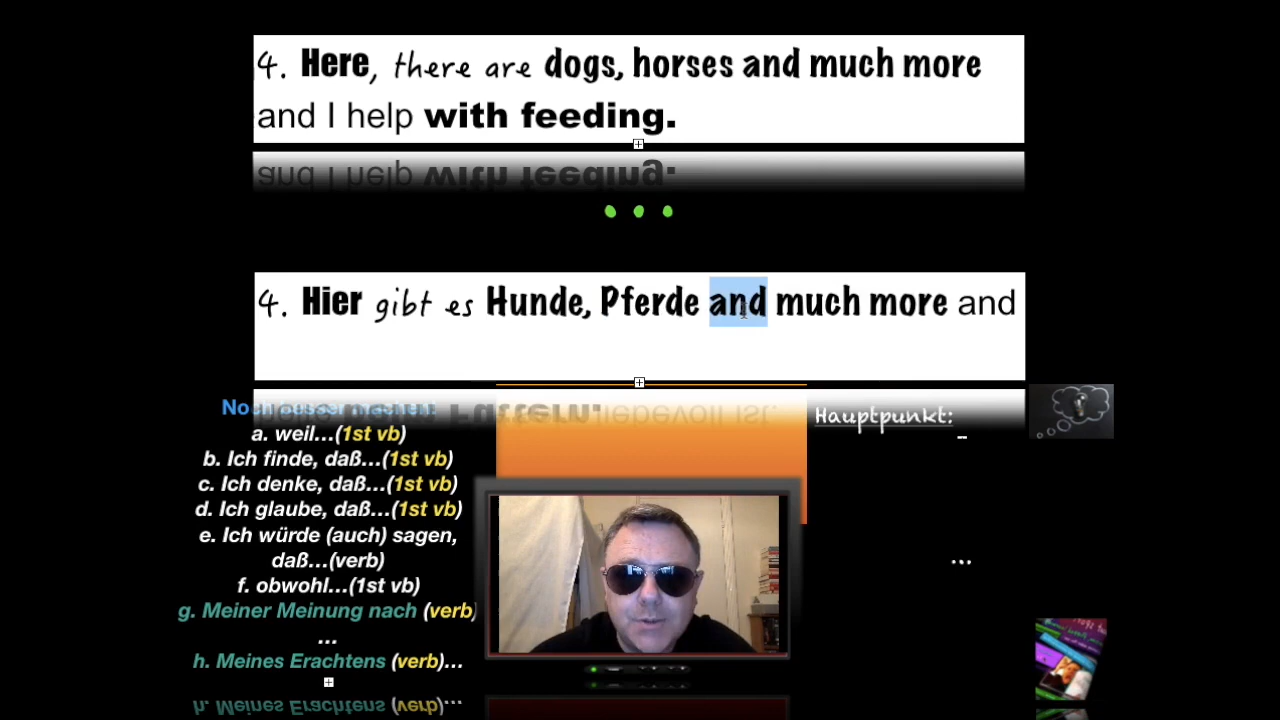 4. Here, there are dogs, horses and much more
and I help with feeding.
4. Hier gibt es Hunde, Pferde and much more and
a. weil...(1st vb)
b. Ich finde, daß...(1st vb)
c. Ich denke, daß...(1st vb)
d. Ich glaube, daß...(1st vb)
e. Ich würde (auch) sagen,
daß...(verb)
f. obwohl...(1st vb)
g. Meiner Meinung nach (verb)
...
h. Meines Erachtens (verb)...
Hauptpunkt:
...